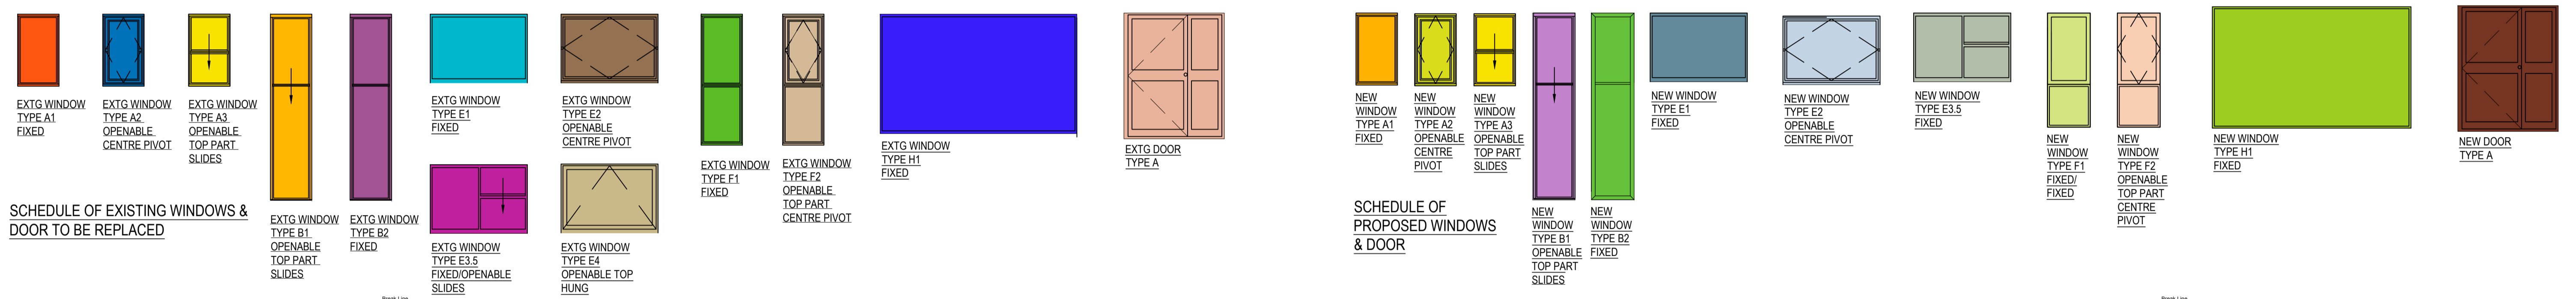 EXTG WINDOW
TYPE A1
FIXED
EXTG WINDOW
TYPE A2
OPENABLE
CENTRE PIVOT
EXTG WINDOW
TYPE A3
OPENABLE
TOP PART
SLIDES
EXTG WINDOW
TYPE B1
OPENABLE
TOP PART
SLIDES
EXTG WINDOW
TYPE B2
FIXED
EXTG WINDOW
TYPE E1
FIXED
EXTG WINDOW
TYPE E2
OPENABLE
CENTRE PIVOT
EXTG WINDOW
TYPE E3.5
FIXED/OPENABLE
SLIDES
EXTG WINDOW
TYPE E4
OPENABLE TOP
HUNG
EXTG WINDOW
TYPE F1
FIXED
EXTG WINDOW
TYPE F2
OPENABLE
TOP PART
CENTRE PIVOT
EXTG WINDOW
TYPE H1
FIXED
EXTG DOOR
TYPE A
SCHEDULE OF EXISTING WINDOWS &
DOOR TO BE REPLACED
Break Line
NEW
WINDOW
TYPE A1
FIXED
NEW
WINDOW
TYPE A2
OPENABLE
CENTRE
PIVOT
NEW
WINDOW
TYPE A3
OPENABLE
TOP PART
SLIDES
NEW
WINDOW
TYPE B1
OPENABLE
TOP PART
SLIDES
NEW
WINDOW
TYPE B2
FIXED
NEW WINDOW
TYPE E1
FIXED
NEW WINDOW
TYPE E2
OPENABLE
CENTRE PIVOT
NEW WINDOW
TYPE E3.5
FIXED
NEW
WINDOW
TYPE F1
FIXED/
FIXED
NEW
WINDOW
TYPE F2
OPENABLE
TOP PART
CENTRE
PIVOT
NEW WINDOW
TYPE H1
FIXED
NEW DOOR
TYPE A
SCHEDULE OF
PROPOSED WINDOWS
& DOOR
Break Line